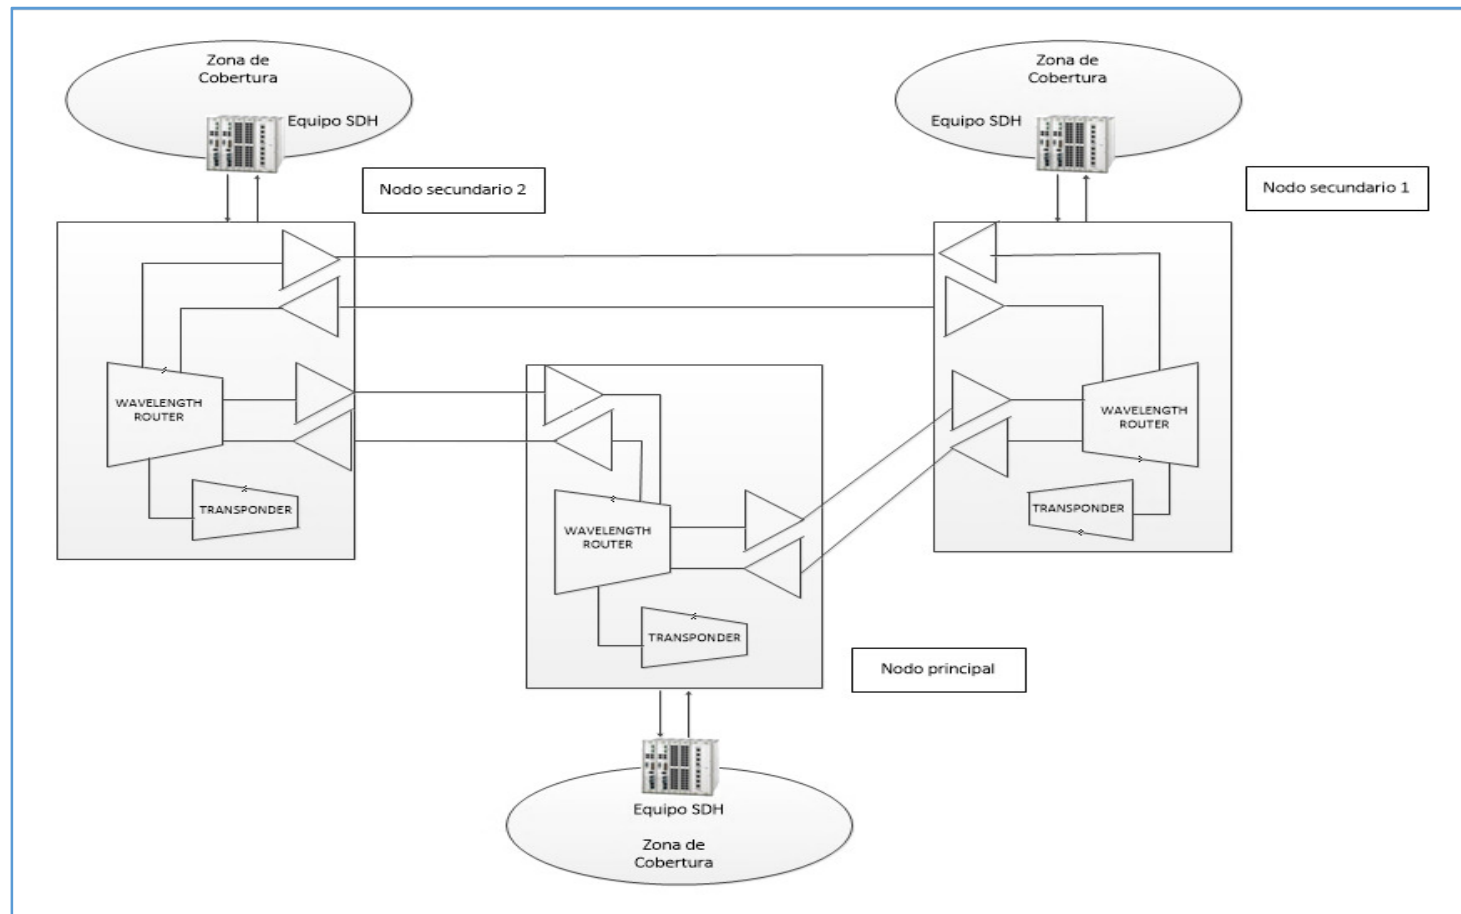 Zona de
Cobertura
Equipo SDH
Nodo secundario 2
Zona de
Cobertura
Equipo SDH
Nodo secundario 1
WAVELENGTH
ROUTER
TRANSPONDER
WAVELENGTH
ROUTER
TRANSPONDER
WAVELENGTH
ROUTER
TRANSPONDER
Nodo principal
Equipo SDH
Zona de
Cobertura